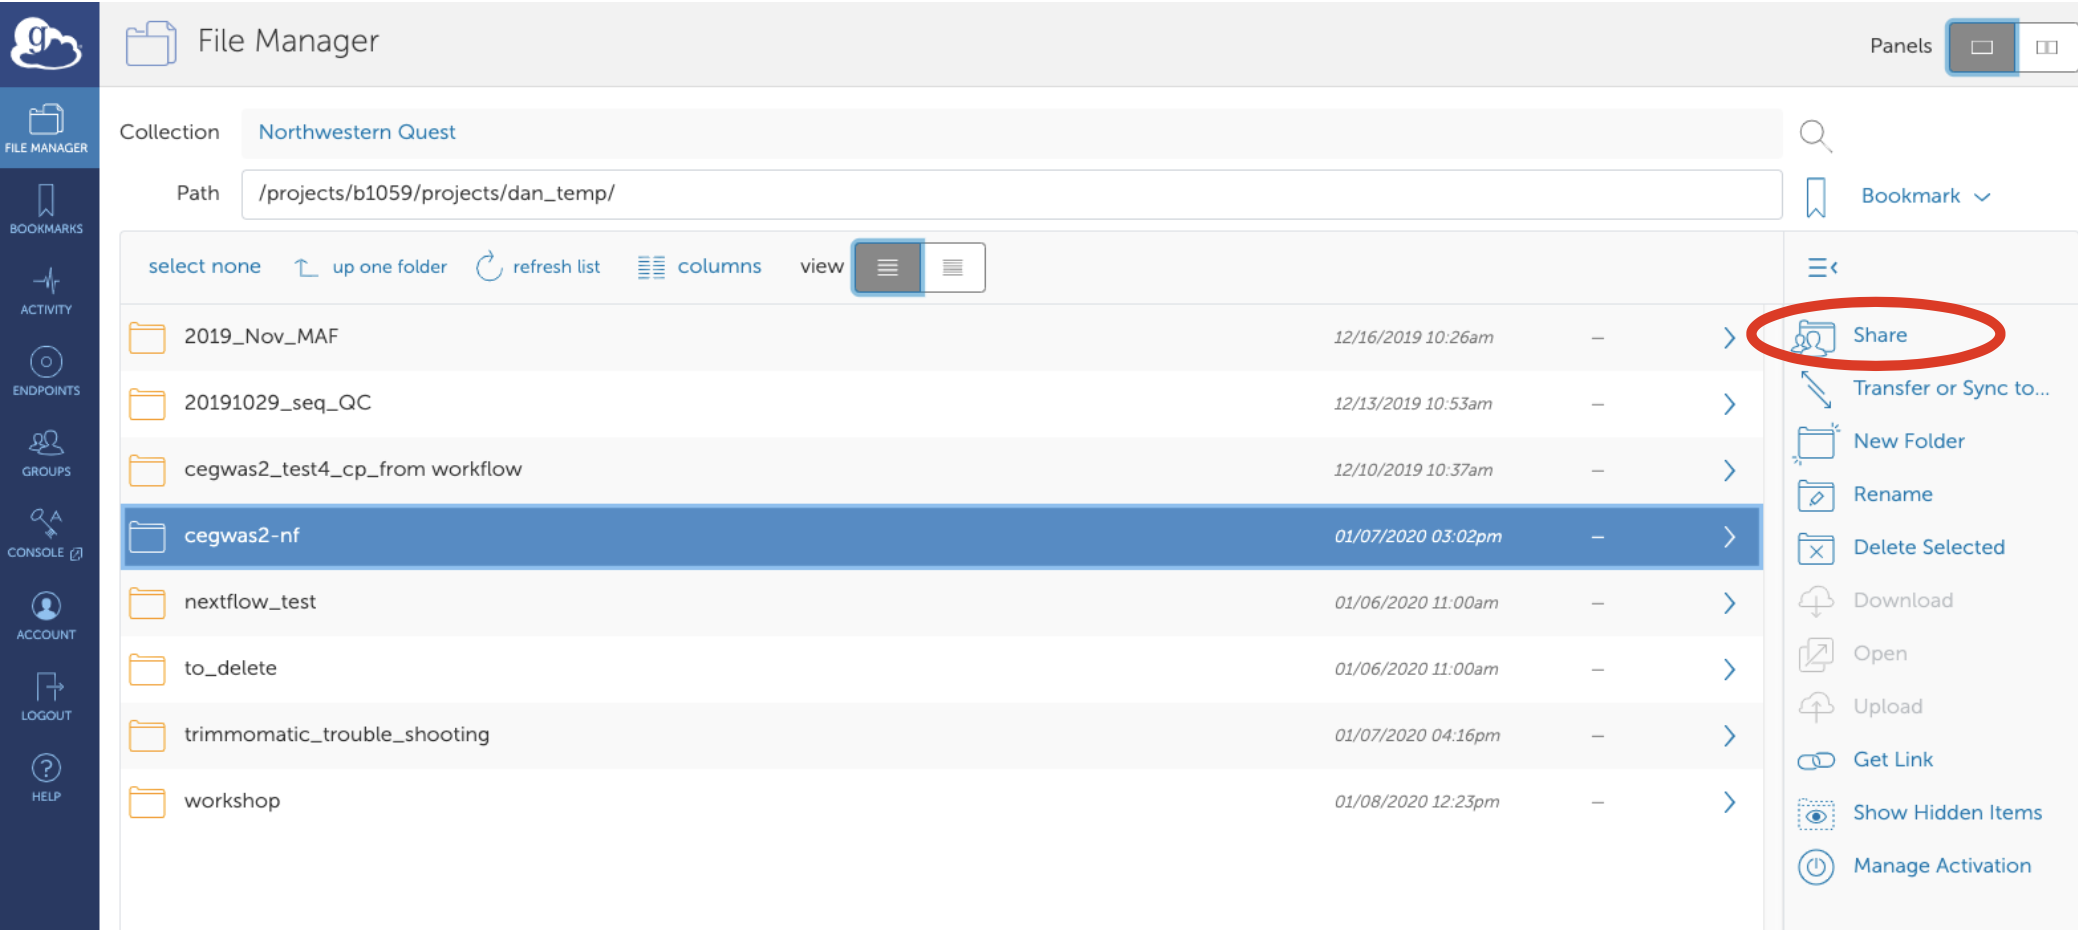 g
File Manager
Panels
FILE MANAGER
BOOKMARKS
ACTIVITY
ENDPOINTS
GROUPS
CONSOLE
ACCOUNT
LOGOUT
HELP
Collection Northwestern Quest
Path /projects/b1059/projects/dan_temp/
Bookmark
select none up one folder refresh list columns view
2019_Nov_MAF 12/16/2019 10:26am —
20191029_seq_QC 12/13/2019 10:53am —
cegwas2_test4_cp_from workflow 12/10/2019 10:37am —
cegwas2-nf 01/07/2020 03:02pm —
nextflow_test 01/06/2020 11:00am —
to_delete 01/06/2020 11:00am —
trimmomatic_trouble_shooting 01/07/2020 04:16pm —
workshop 01/08/2020 12:23pm —
Share
Transfer or Sync to...
New Folder
Rename
Delete Selected
Download
Open
Upload
Get Link
Show Hidden Items
Manage Activation